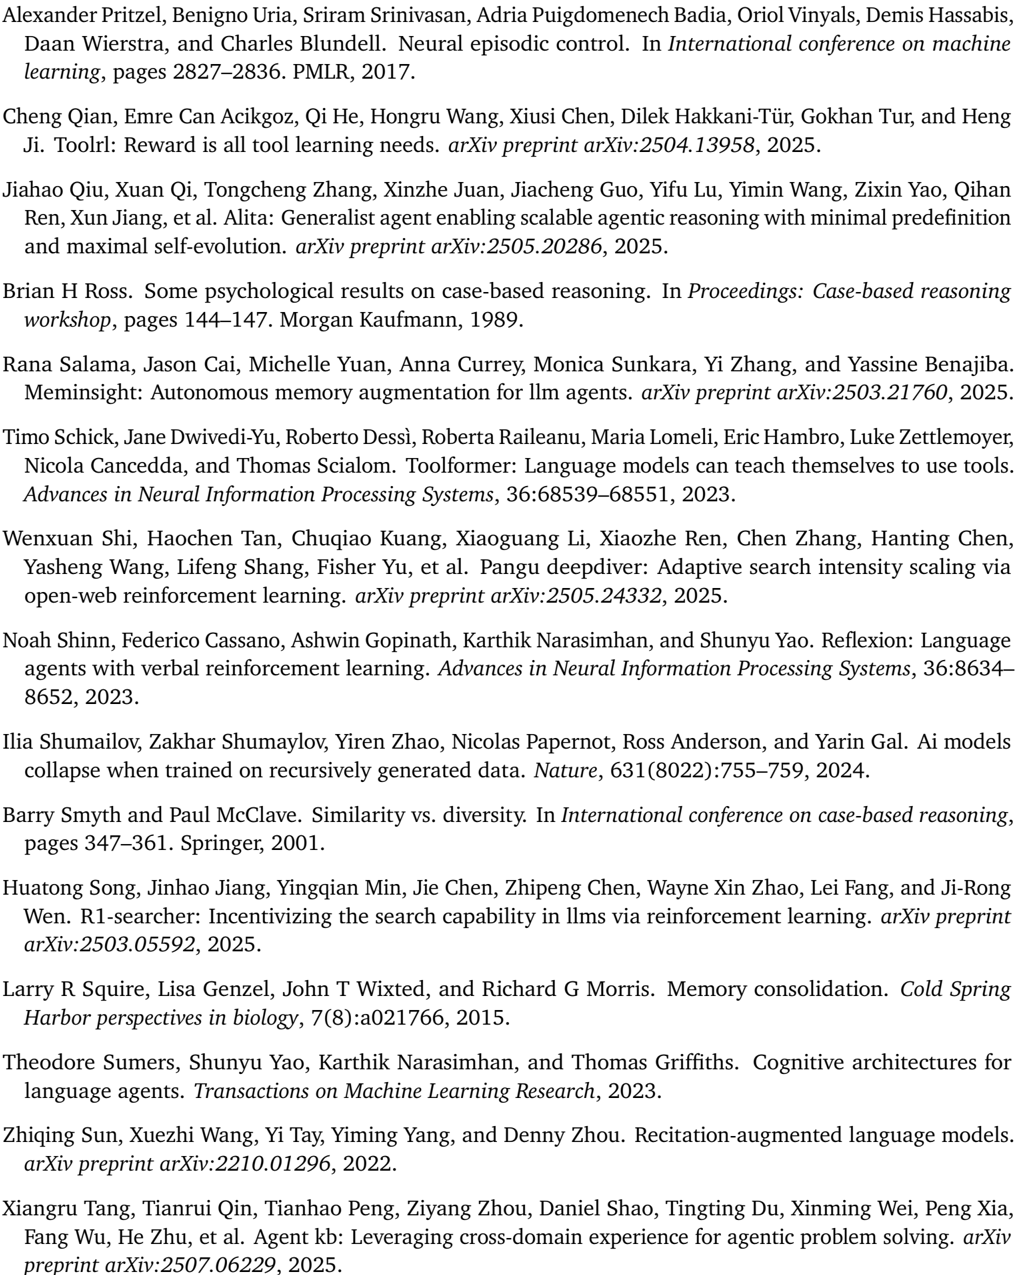 Alexander Pritzel, Benigno Uria, Sriram Srinivasan, Adria Puigdomenech Badia, Oriol Vinyals, Demis Hassabis,
Daan Wierstra, and Charles Blundell. Neural episodic control. In International conference on machine
learning, pages 2827–2836. PMLR, 2017.
Cheng Qian, Emre Can Acikgoz, Qi He, Hongru Wang, Xiusi Chen, Dilek Hakkani-Tür, Gokhan Tur, and Heng
Ji. Toolrl: Reward is all tool learning needs. arXiv preprint arXiv:2504.13958, 2025.
Jiahao Qiu, Xuan Qi, Tongcheng Zhang, Xinzhe Juan, Jiacheng Guo, Yifu Lu, Yimin Wang, Zixin Yao, Qihan
Ren, Xun Jiang, et al. Alita: Generalist agent enabling scalable agentic reasoning with minimal predefinition
and maximal self-evolution. arXiv preprint arXiv:2505.20286, 2025.
Brian H Ross. Some psychological results on case-based reasoning. In Proceedings: Case-based reasoning
workshop, pages 144–147. Morgan Kaufmann, 1989.
Rana Salama, Jason Cai, Michelle Yuan, Anna Currey, Monica Sunkara, Yi Zhang, and Yassine Benajiba.
Meminsight: Autonomous memory augmentation for llm agents. arXiv preprint arXiv:2503.21760, 2025.
Timo Schick, Jane Dwivedi-Yu, Roberto Dessì, Roberta Raileanu, Maria Lomeli, Eric Hambro, Luke Zettlemoyer,
Nicola Cancedda, and Thomas Scialom. Toolformer: Language models can teach themselves to use tools.
Advances in Neural Information Processing Systems, 36:68539–68551, 2023.
Wenxuan Shi, Haochen Tan, Chuqiao Kuang, Xiaoguang Li, Xiaozhe Ren, Chen Zhang, Hanting Chen,
Yasheng Wang, Lifeng Shang, Fisher Yu, et al. Pangu deepdiver: Adaptive search intensity scaling via
open-web reinforcement learning. arXiv preprint arXiv:2505.24332, 2025.
Noah Shinn, Federico Cassano, Ashwin Gopinath, Karthik Narasimhan, and Shunyu Yao. Reflexion: Language
agents with verbal reinforcement learning. Advances in Neural Information Processing Systems, 36:8634–
8652, 2023.
Ilia Shumailov, Zakhar Shumaylov, Yiren Zhao, Nicolas Papernot, Ross Anderson, and Yarin Gal. Ai models
collapse when trained on recursively generated data. Nature, 631(8022):755–759, 2024.
Barry Smyth and Paul McClave. Similarity vs. diversity. In International conference on case-based reasoning,
pages 347–361. Springer, 2001.
Huatong Song, Jinhao Jiang, Yingqian Min, Jie Chen, Zhipeng Chen, Wayne Xin Zhao, Lei Fang, and Ji-Rong
Wen. R1-searcher: Incentivizing the search capability in llms via reinforcement learning. arXiv preprint
arXiv:2503.05592, 2025.
Larry R Squire, Lisa Genzel, John T Wixted, and Richard G Morris. Memory consolidation. Cold Spring
Harbor perspectives in biology, 7(8):a021766, 2015.
Theodore Sumers, Shunyu Yao, Karthik Narasimhan, and Thomas Griffiths. Cognitive architectures for
language agents. Transactions on Machine Learning Research, 2023.
Zhiqing Sun, Xuezhi Wang, Yi Tay, Yiming Yang, and Denny Zhou. Recitation-augmented language models.
arXiv preprint arXiv:2210.01296, 2022.
Xiangru Tang, Tianrui Qin, Tianhao Peng, Ziyang Zhou, Daniel Shao, Tingting Du, Xinming Wei, Peng Xia,
Fang Wu, He Zhu, et al. Agent kb: Leveraging cross-domain experience for agentic problem solving. arXiv
preprint arXiv:2507.06229, 2025.